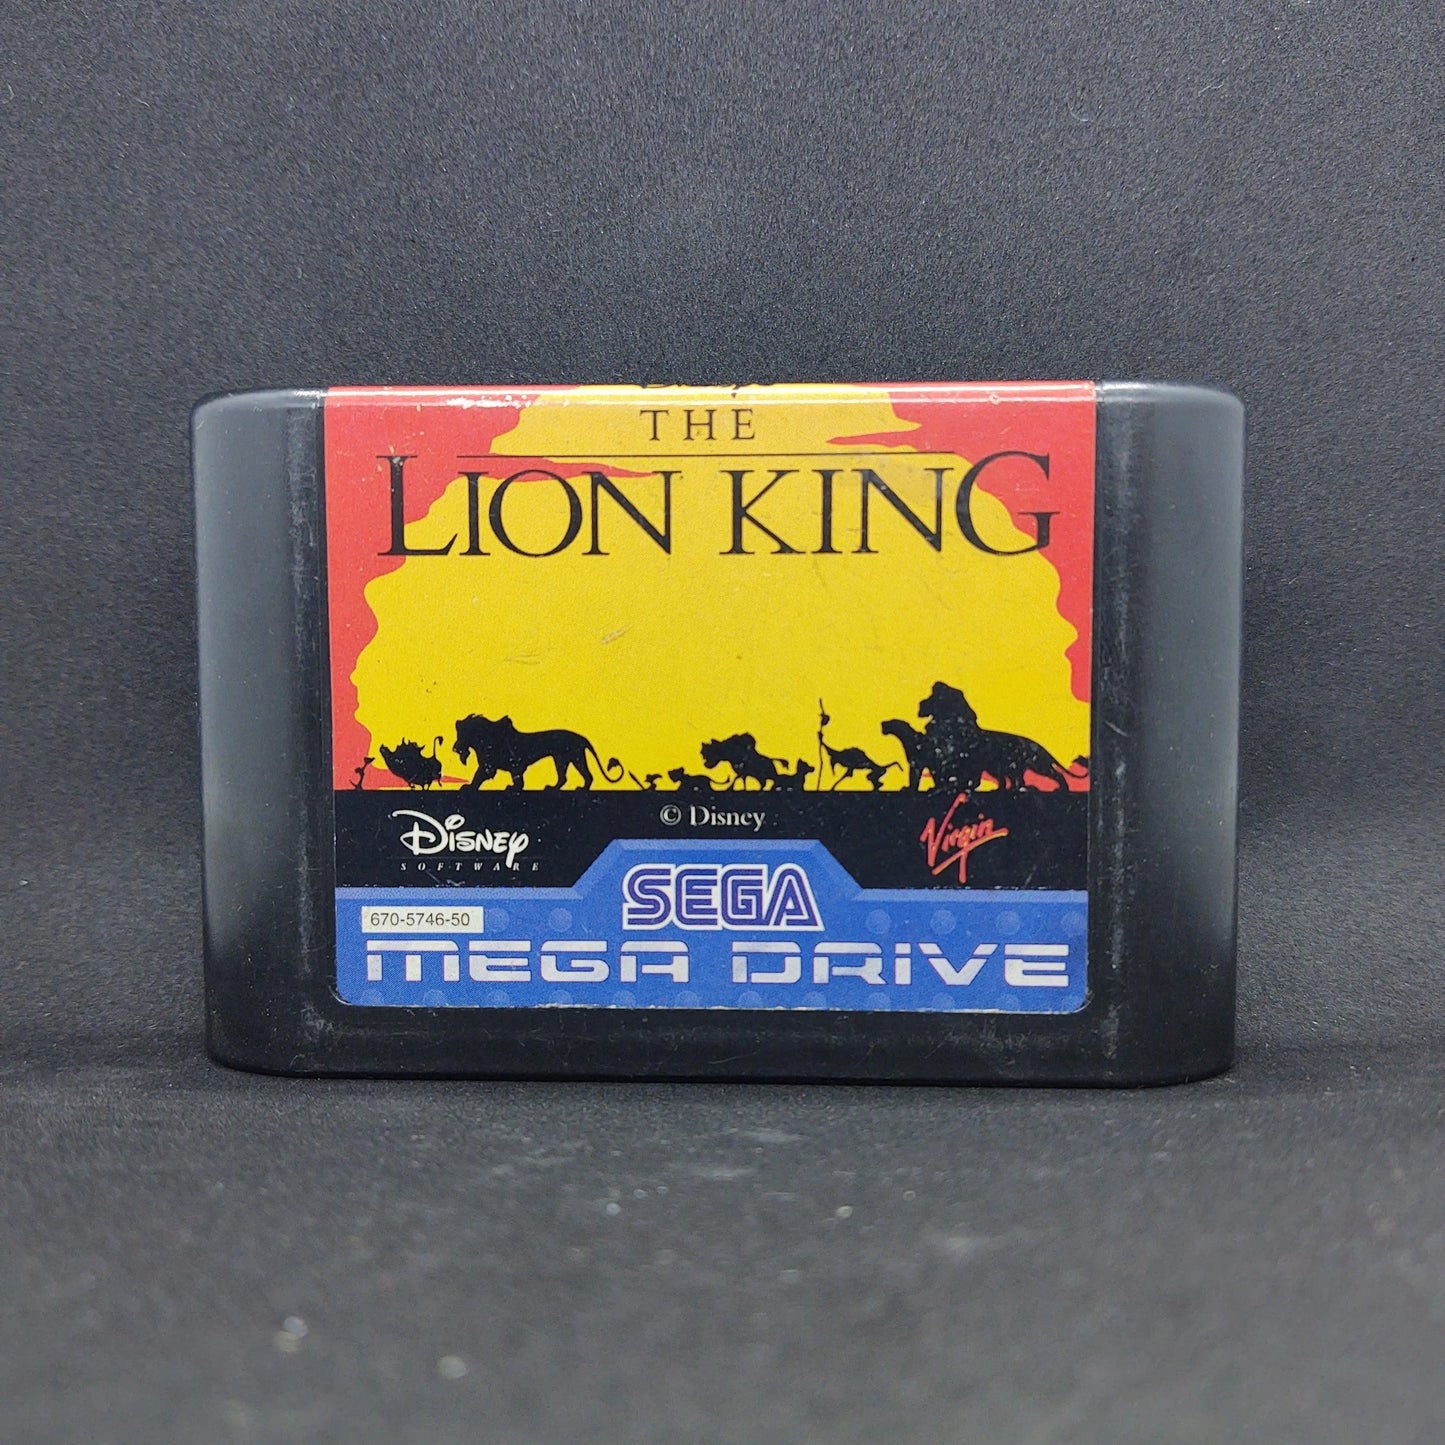 THE
LION KING
© Disney
Disney
SOFTWARE
Virgin
SEGA
670-5746-50
MEGA DRIVE